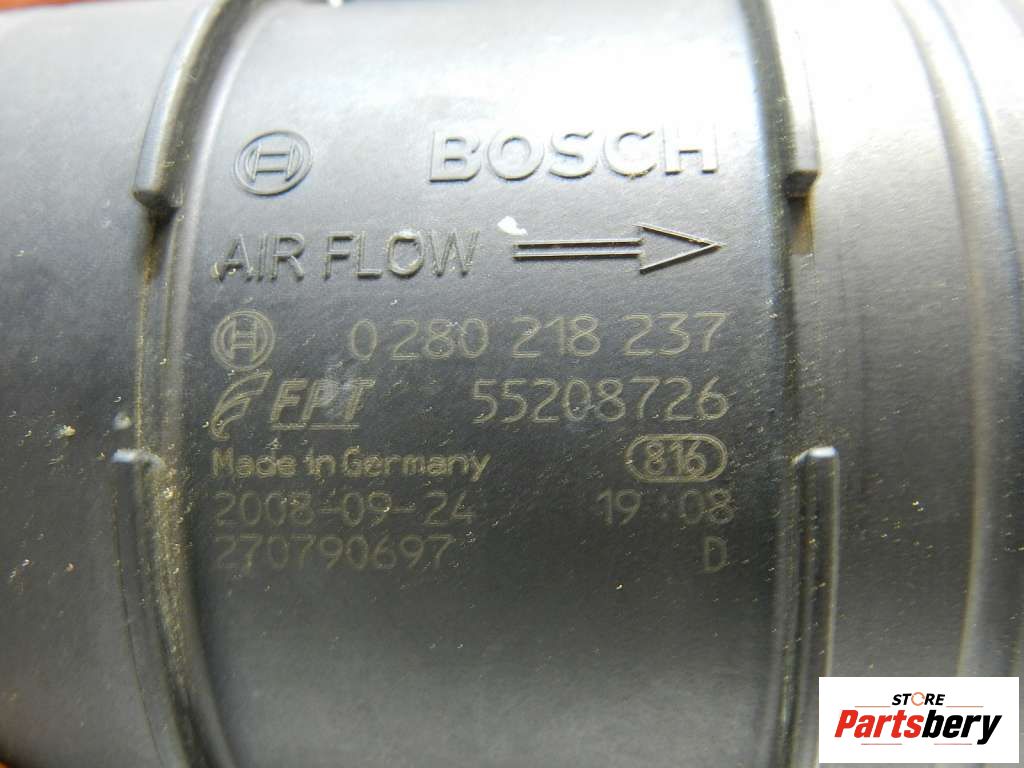 BOSCH
AIR FLOW
0 280 218 237
FPT 55208726
Made in Germany 816
2008-09-24 19:08
270790697 D
STORE
Partsbery